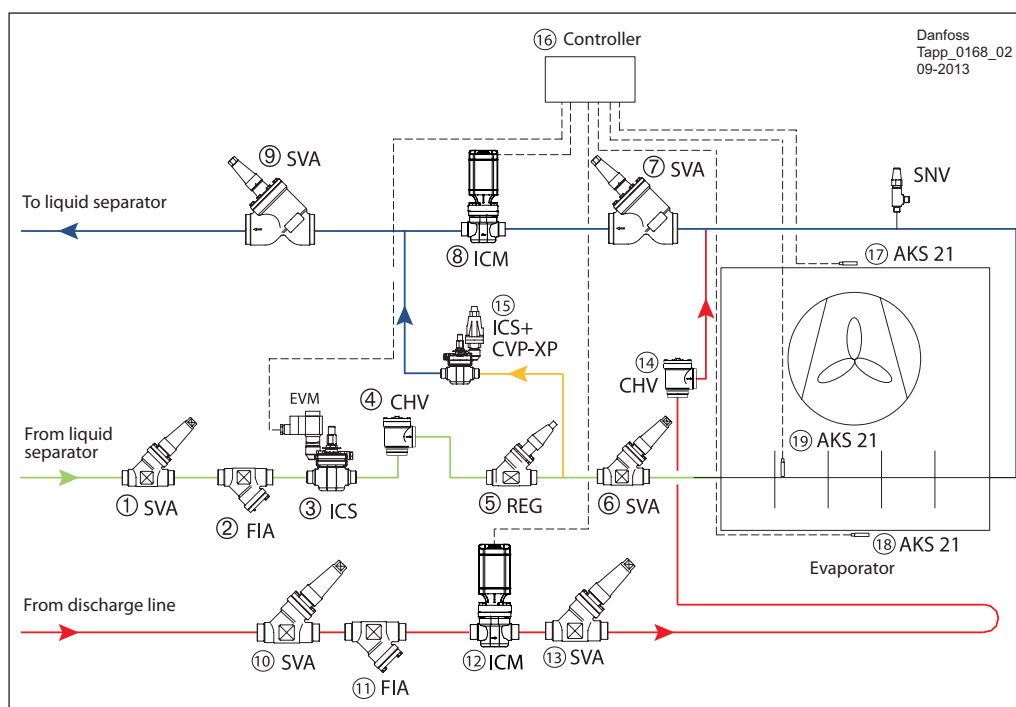 Danfoss
Tapp_0168_02
09-2013
⑯ Controller
⑨ SVA
⑦ SVA
SNV
To liquid separator
⑧ ICM
⑰ AKS 21
⑮
ICS+
CVP-XP
⑭
CHV
EVM
④ CHV
From liquid
separator
⑲ AKS 21
① SVA
② FIA
③ ICS
⑤ REG
⑥ SVA
⑱ AKS 21
Evaporator
From discharge line
⑩ SVA
⑪ FIA
⑫ ICM
⑬ SVA